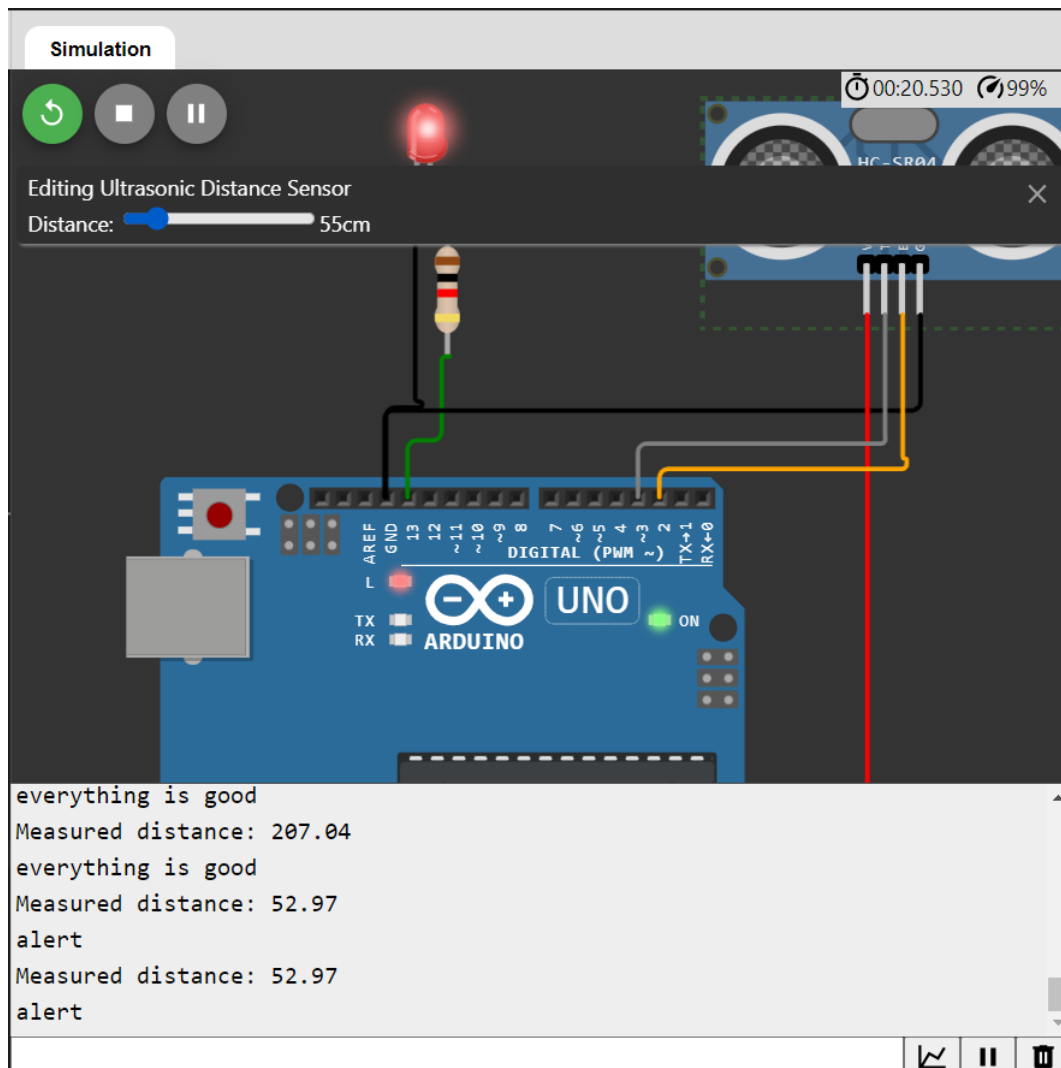 Simulation
00:20.530 99%
HC-SR04
Editing Ultrasonic Distance Sensor
Distance: 55cm
AREF
GND
13
12
~11
~10
~9
8
7
~6
~5
4
~3
2
TX→1
RX←0
DIGITAL (PWM ~)
L
TX
RX
UNO
ON
ARDUINO
everything is good
Measured distance: 207.04
everything is good
Measured distance: 52.97
alert
Measured distance: 52.97
alert